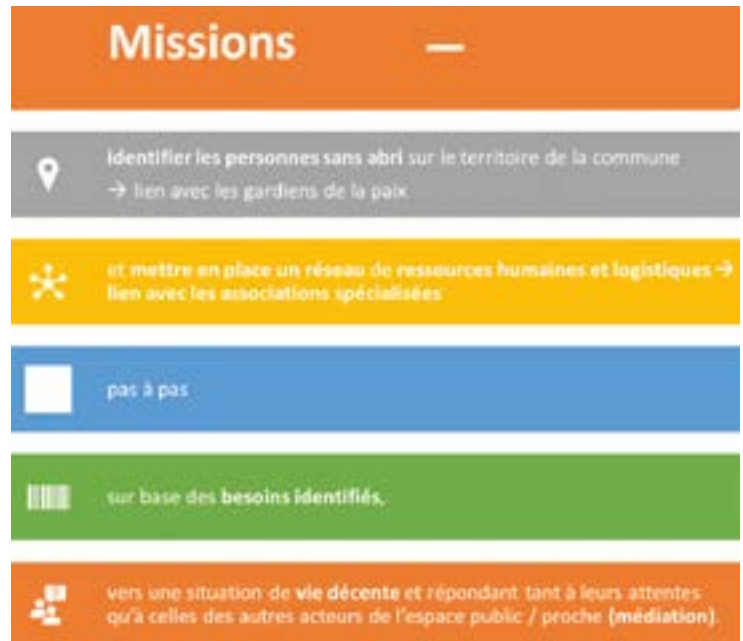 Missions —
identifier les personnes sans abri sur le territoire de la commune
→ lien avec les gardiens de la paix
et mettre en place un réseau de ressources humaines et logistiques →
lien avec les associations spécialisées
pas à pas
sur base des besoins identifiés,
vers une situation de vie décente et répondant tant à leurs attentes
qu'à celles des autres acteurs de l'espace public / proche (médiation).